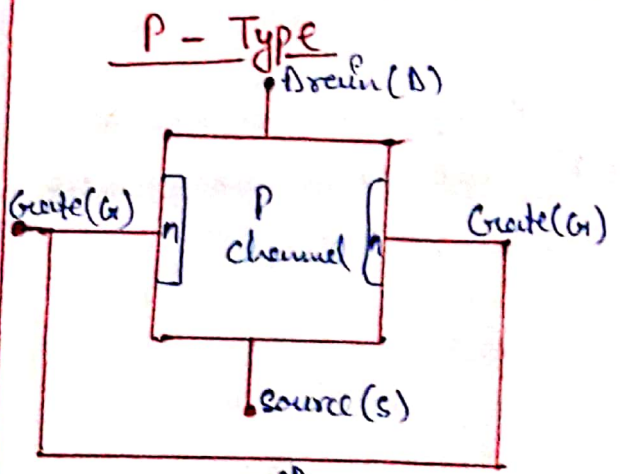 P - Type
Drain(D)
Gate(G)
P
n
channel
n
Gate(G)
Source(S)